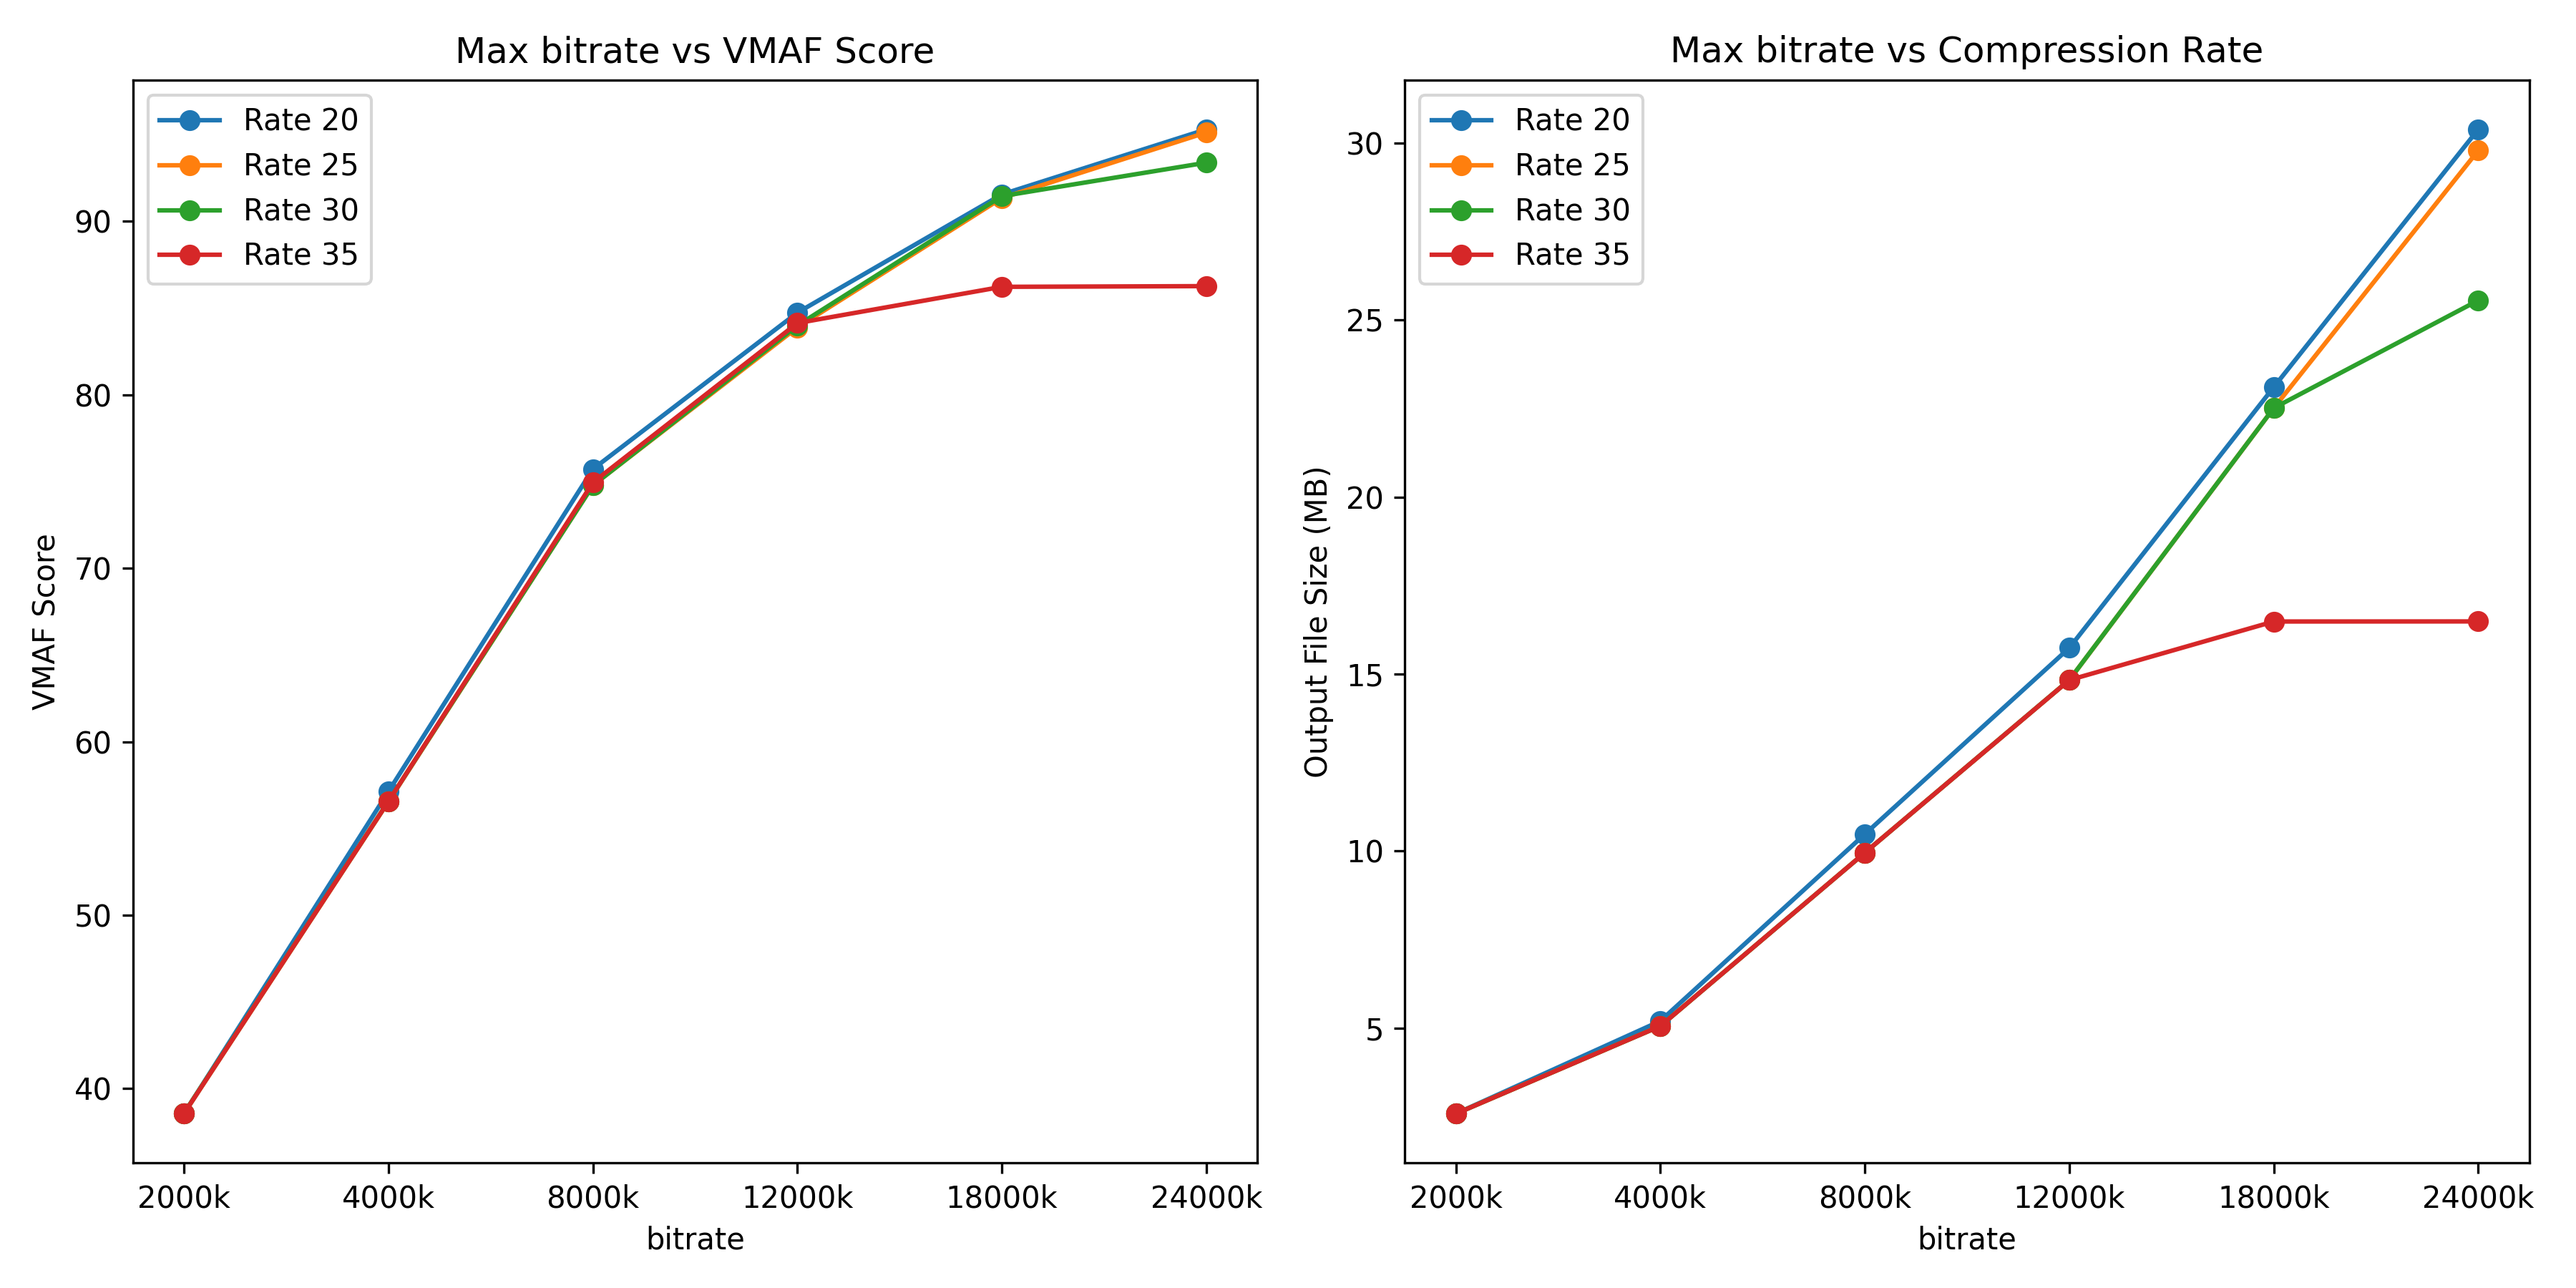 Max bitrate vs VMAF Score
Rate 20
Rate 25
Rate 30
Rate 35
90
80
70
60
50
40
VMAF Score
2000k 4000k 8000k 12000k 18000k 24000k
bitrate
Max bitrate vs Compression Rate
Rate 20
Rate 25
Rate 30
Rate 35
30
25
20
15
10
5
Output File Size (MB)
2000k 4000k 8000k 12000k 18000k 24000k
bitrate